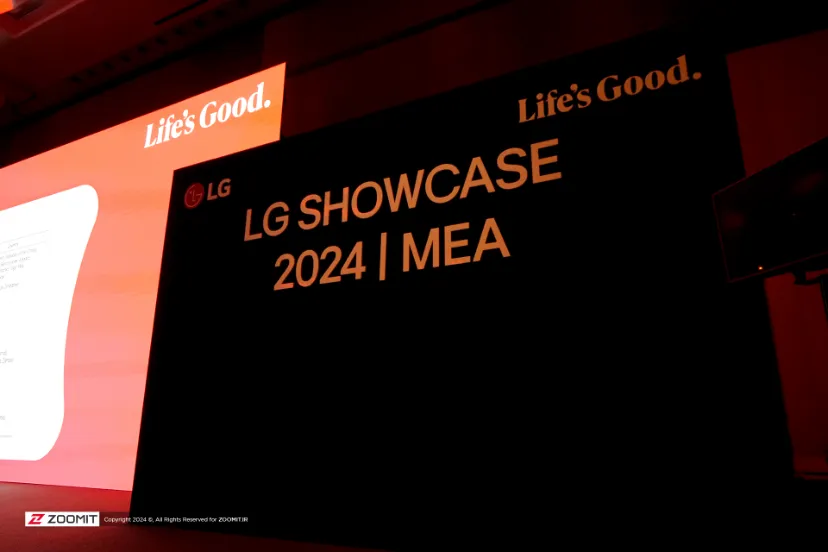 Life's Good.
Life's Good.
LG
LG SHOWCASE
2024 | MEA
ZOOMIT
Copyright 2024 ©, All Rights Reserved for ZOOMIT.IR